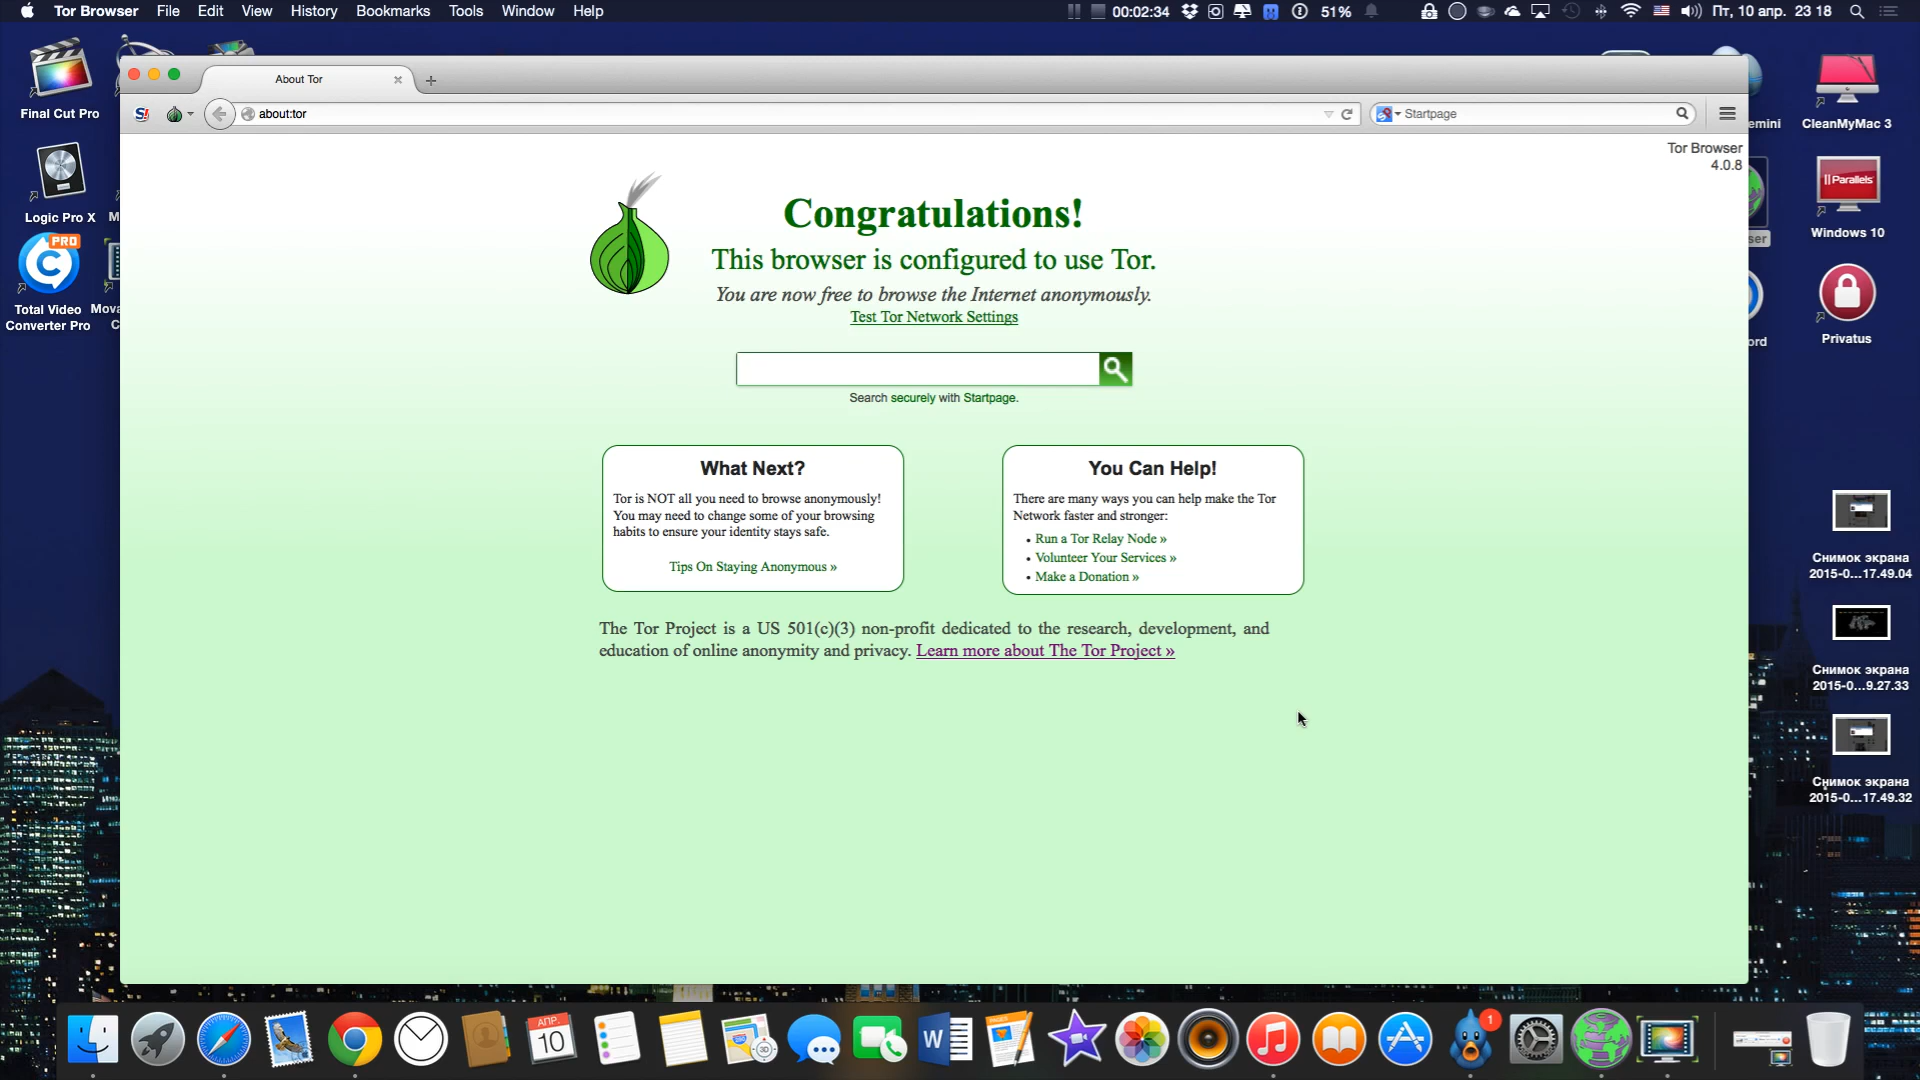 Tor Browser File Edit View History Bookmarks Tools Window Help
00:02:34 51% Пт, 10 апр. 23 18
About Tor
about:tor
Startpage
Tor Browser
4.0.8
Congratulations!
This browser is configured to use Tor.
You are now free to browse the Internet anonymously.
Test Tor Network Settings
Search securely with Startpage.
What Next?
Tor is NOT all you need to browse anonymously!
You may need to change some of your browsing
habits to ensure your identity stays safe.
Tips On Staying Anonymous »
You Can Help!
There are many ways you can help make the Tor
Network faster and stronger:
• Run a Tor Relay Node »
• Volunteer Your Services »
• Make a Donation »
The Tor Project is a US 501(c)(3) non-profit dedicated to the research, development, and
education of online anonymity and privacy. Learn more about The Tor Project »
Final Cut Pro
Logic Pro X
PRO
Total Video
Converter Pro
emini
CleanMyMac 3
Parallels
ser
Windows 10
ord
Privatus
Снимок экрана
2015-0...17.49.04
Снимок экрана
2015-0...9.27.33
Снимок экрана
2015-0...17.49.32
АПР.
10
PAGES
1